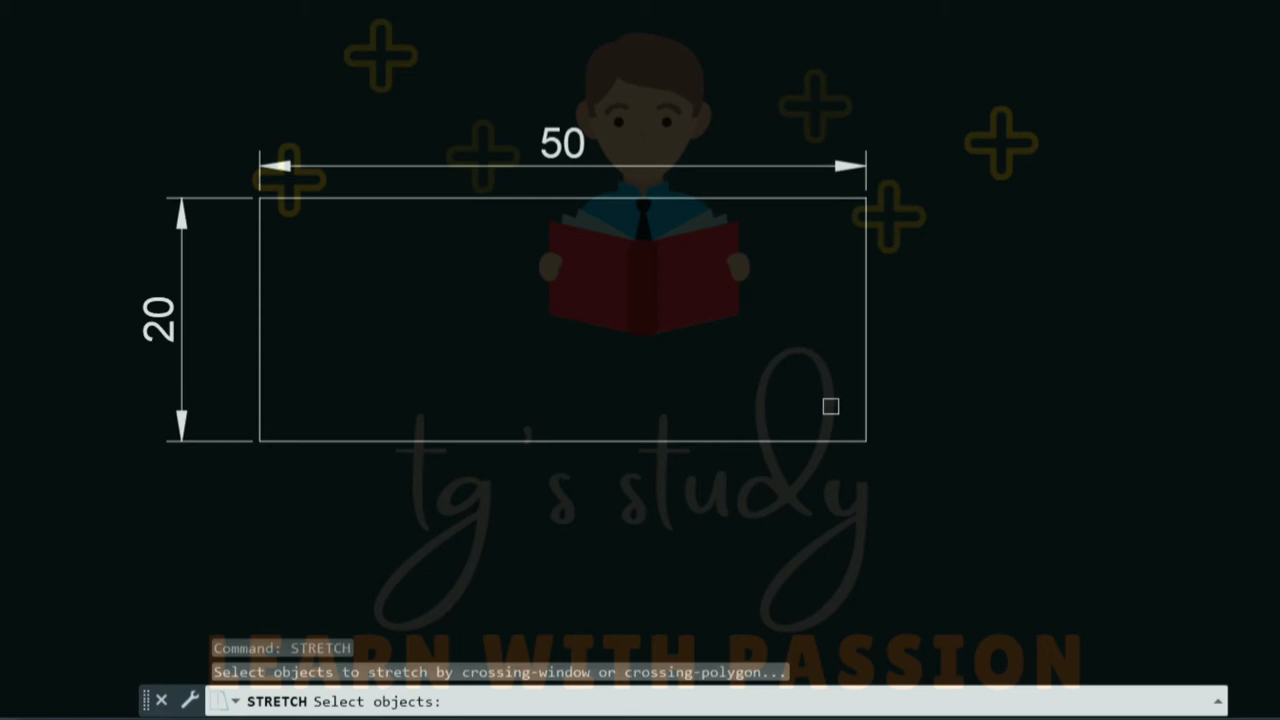 50
20
tg's study
LEARN WITH PASSION
Command: STRETCH
Select objects to stretch by crossing-window or crossing-polygon...
STRETCH Select objects: